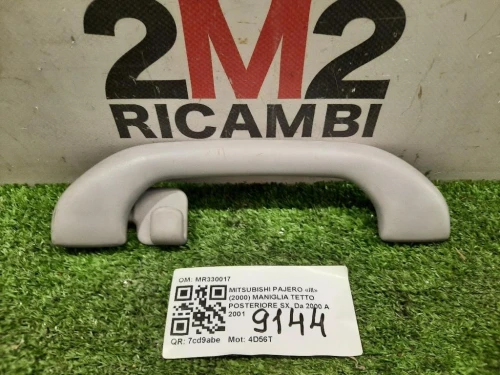 2M2
RICAMBI
OM: MR330017
MITSUBISHI PAJERO «III»
(2000) MANIGLIA TETTO
POSTERIORE SX. Da 2000 A
2001
9144
QR: 7cd9abe Mot: 4D56T